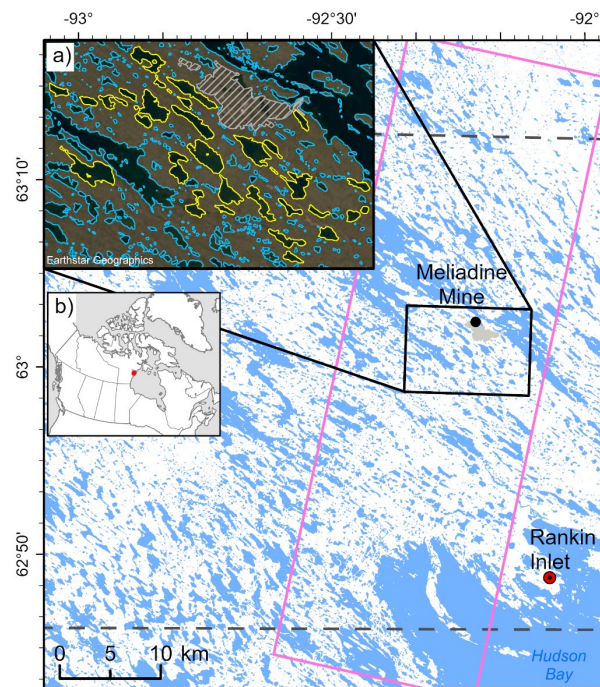 -93°
-92°30'
-92°
a)
63°10'
Earthstar Geographics
Meliadine
Mine
b)
63°
Rankin
Inlet
62°50'
0 5 10 km
Hudson
Bay